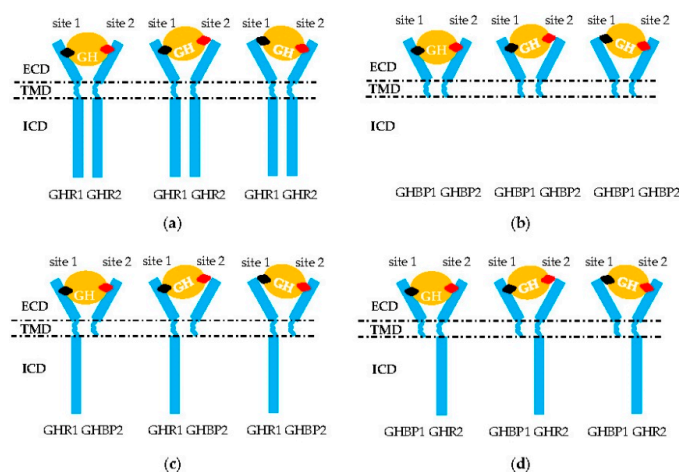 site 1 site 2 site 1 site 2 site 1 site 2
GH GH GH
ECD
TMD
ICD
GHR1 GHR2 GHR1 GHR2 GHR1 GHR2
(a)
site 1 site 2 site 1 site 2 site 1 site 2
GH GH GH
ECD
TMD
ICD
GHBP1 GHBP2 GHBP1 GHBP2 GHBP1 GHBP2
(b)
site 1 site 2 site 1 site 2 site 1 site 2
GH GH GH
ECD
TMD
ICD
GHR1 GHBP2 GHR1 GHBP2 GHR1 GHBP2
(c)
site 1 site 2 site 1 site 2 site 1 site 2
GH GH GH
ECD
TMD
ICD
GHBP1 GHR2 GHBP1 GHR2 GHBP1 GHR2
(d)